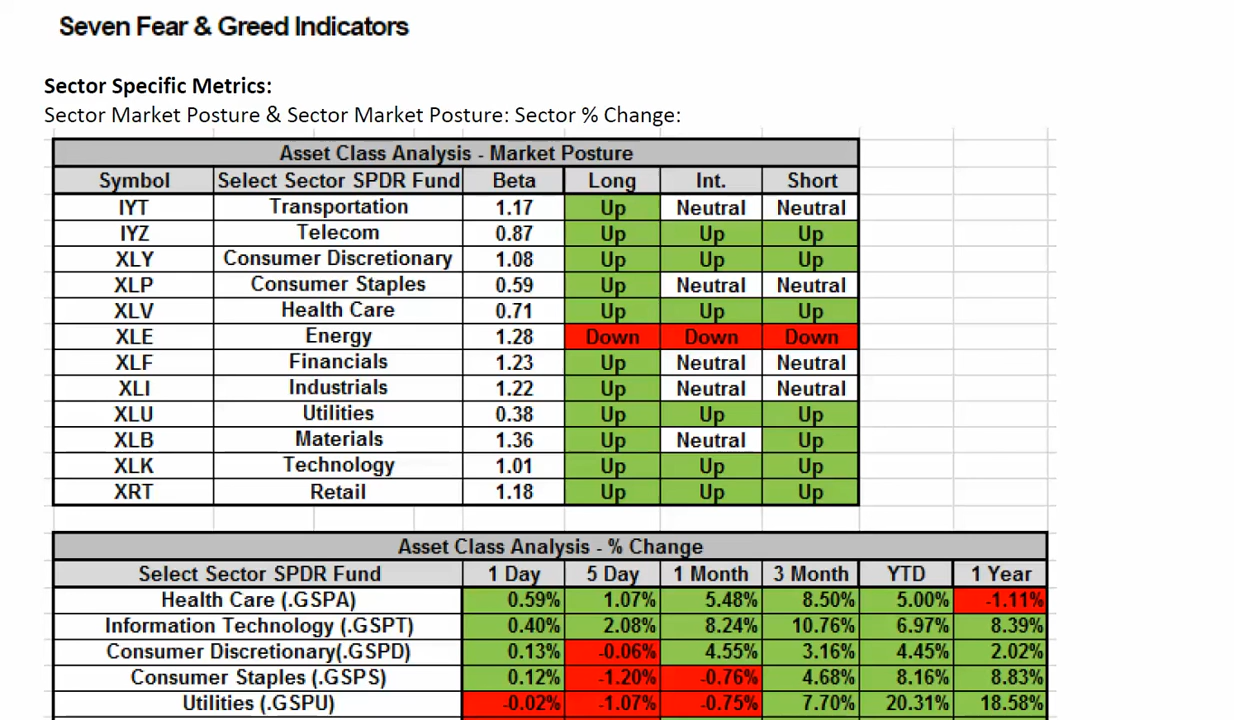 Seven Fear & Greed Indicators
Sector Specific Metrics:
Sector Market Posture & Sector Market Posture: Sector % Change:
Asset Class Analysis - Market Posture
Symbol Select Sector SPDR Fund Beta Long Int. Short
IYT Transportation 1.17 Up Neutral Neutral
IYZ Telecom 0.87 Up Up Up
XLY Consumer Discretionary 1.08 Up Up Up
XLP Consumer Staples 0.59 Up Neutral Neutral
XLV Health Care 0.71 Up Up Up
XLE Energy 1.28 Down Down Down
XLF Financials 1.23 Up Neutral Neutral
XLI Industrials 1.22 Up Neutral Neutral
XLU Utilities 0.38 Up Up Up
XLB Materials 1.36 Up Neutral Up
XLK Technology 1.01 Up Up Up
XRT Retail 1.18 Up Up Up
Asset Class Analysis - % Change
Select Sector SPDR Fund 1 Day 5 Day 1 Month 3 Month YTD 1 Year
Health Care (.GSPA) 0.59% 1.07% 5.48% 8.50% 5.00% -1.11%
Information Technology (.GSPT) 0.40% 2.08% 8.24% 10.76% 6.97% 8.39%
Consumer Discretionary(.GSPD) 0.13% -0.06% 4.55% 3.16% 4.45% 2.02%
Consumer Staples (.GSPS) 0.12% -1.20% -0.76% 4.68% 8.16% 8.83%
Utilities (.GSPU) -0.02% -1.07% -0.75% 7.70% 20.31% 18.58%